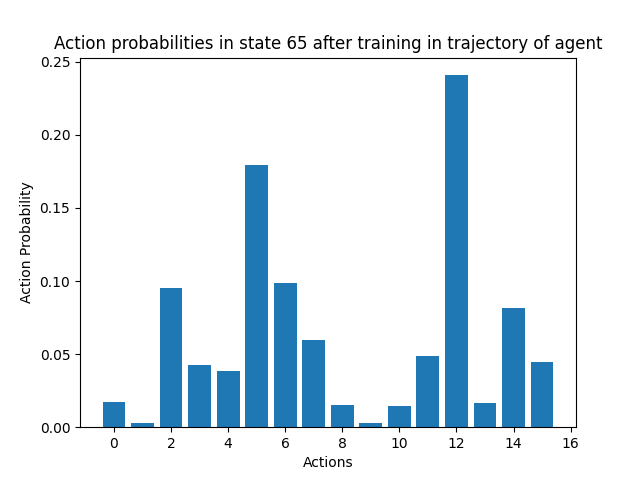 Action probabilities in state 65 after training in trajectory of agent
0.25
0.20
0.15
0.10
0.05
0.00
Action Probability
0 2 4 6 8 10 12 14 16
Actions